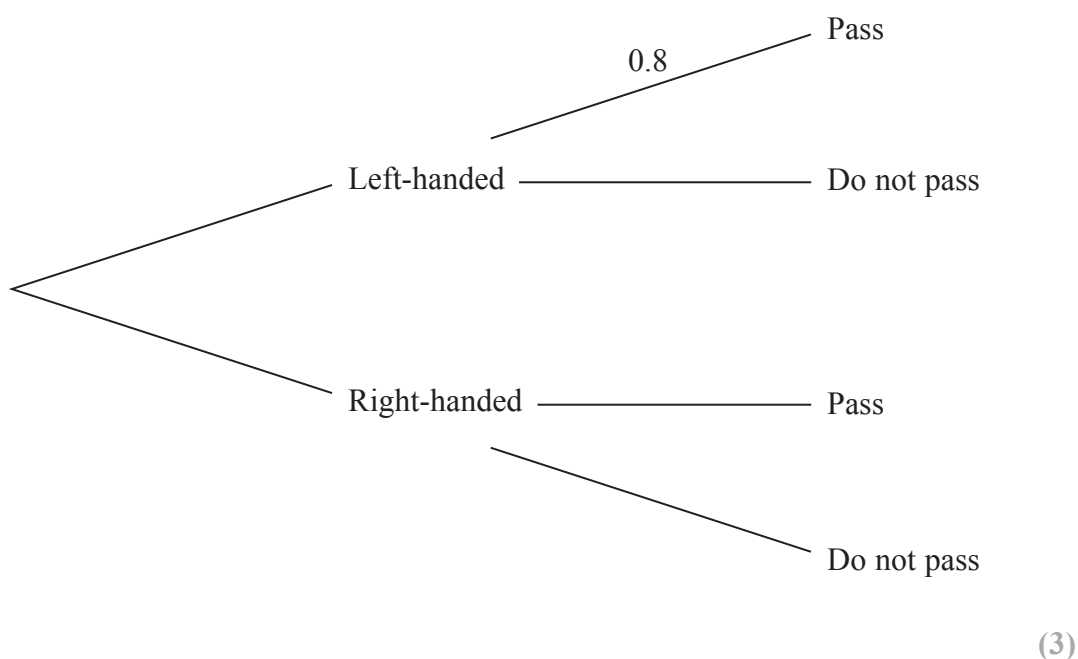 Pass
0.8
Left-handed
Do not pass
Right-handed
Pass
Do not pass
(3)